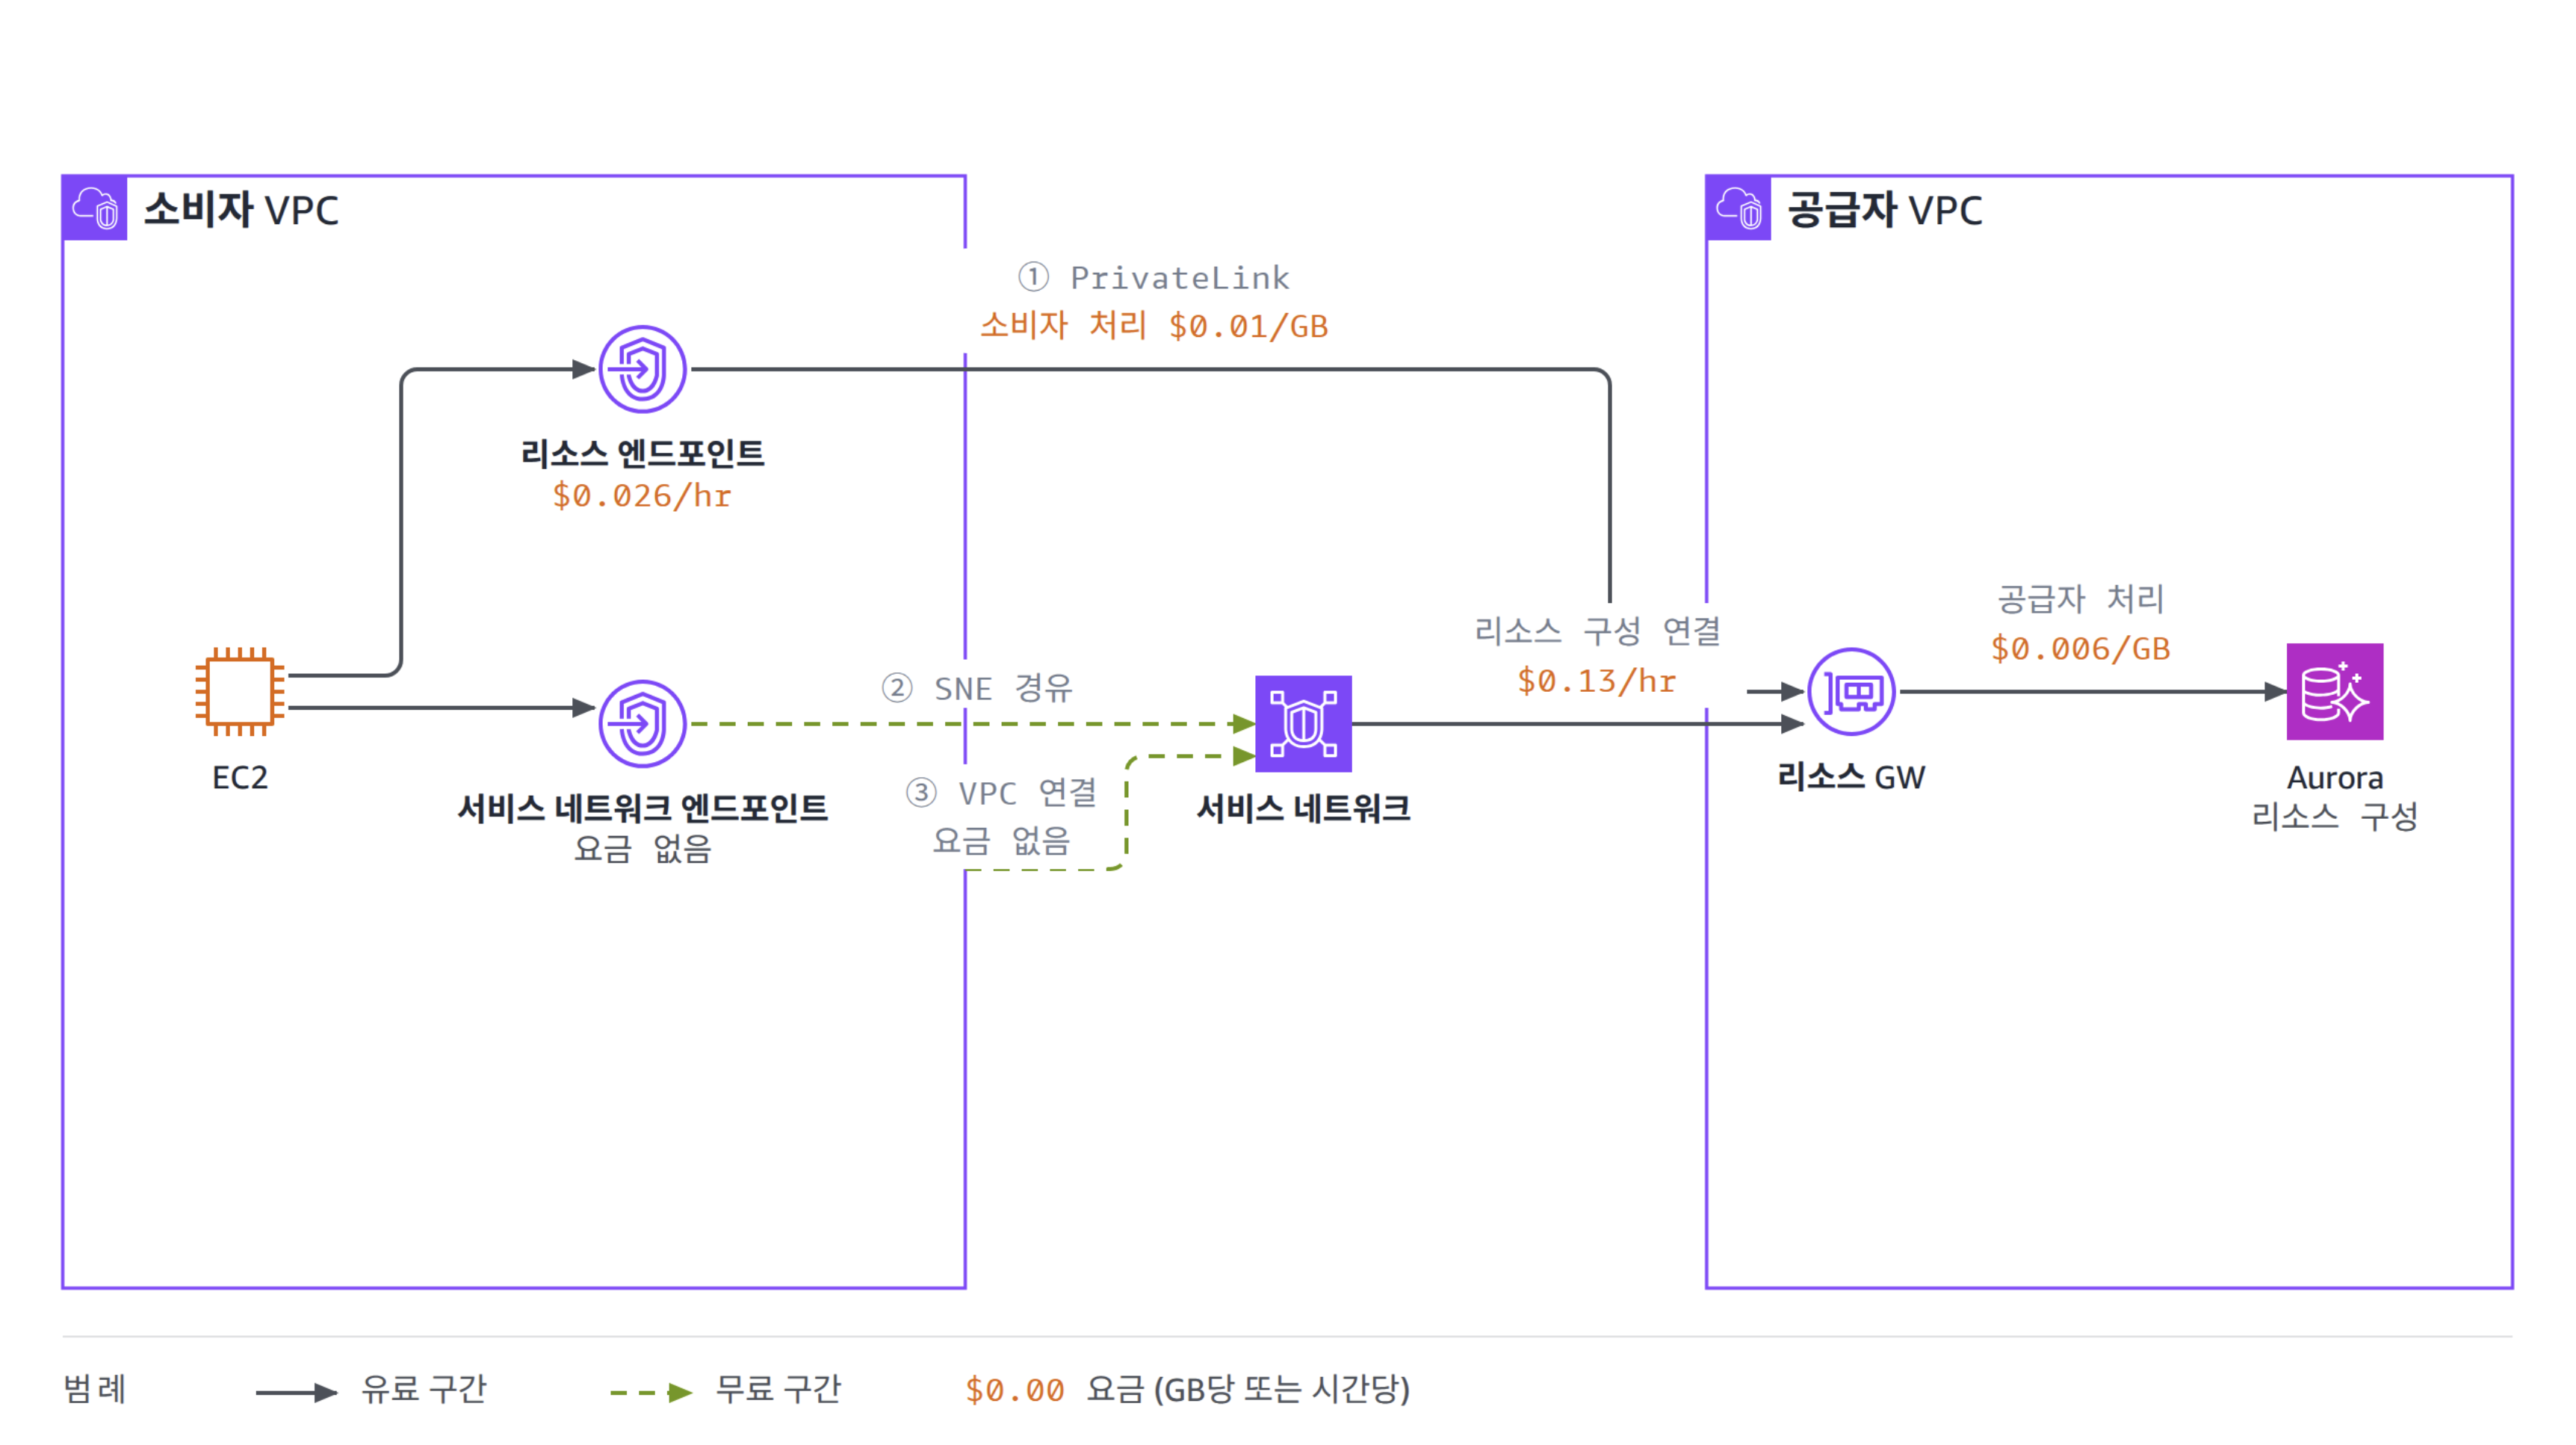 소비자 VPC
공급자 VPC
① PrivateLink
소비자 처리 $0.01/GB
리소스 엔드포인트
$0.026/hr
공급자 처리
$0.006/GB
리소스 구성 연결
$0.13/hr
② SNE 경유
EC2
서비스 네트워크 엔드포인트
요금 없음
③ VPC 연결
요금 없음
서비스 네트워크
리소스 GW
Aurora
리소스 구성
범례
유료 구간
무료 구간
$0.00 요금 (GB당 또는 시간당)